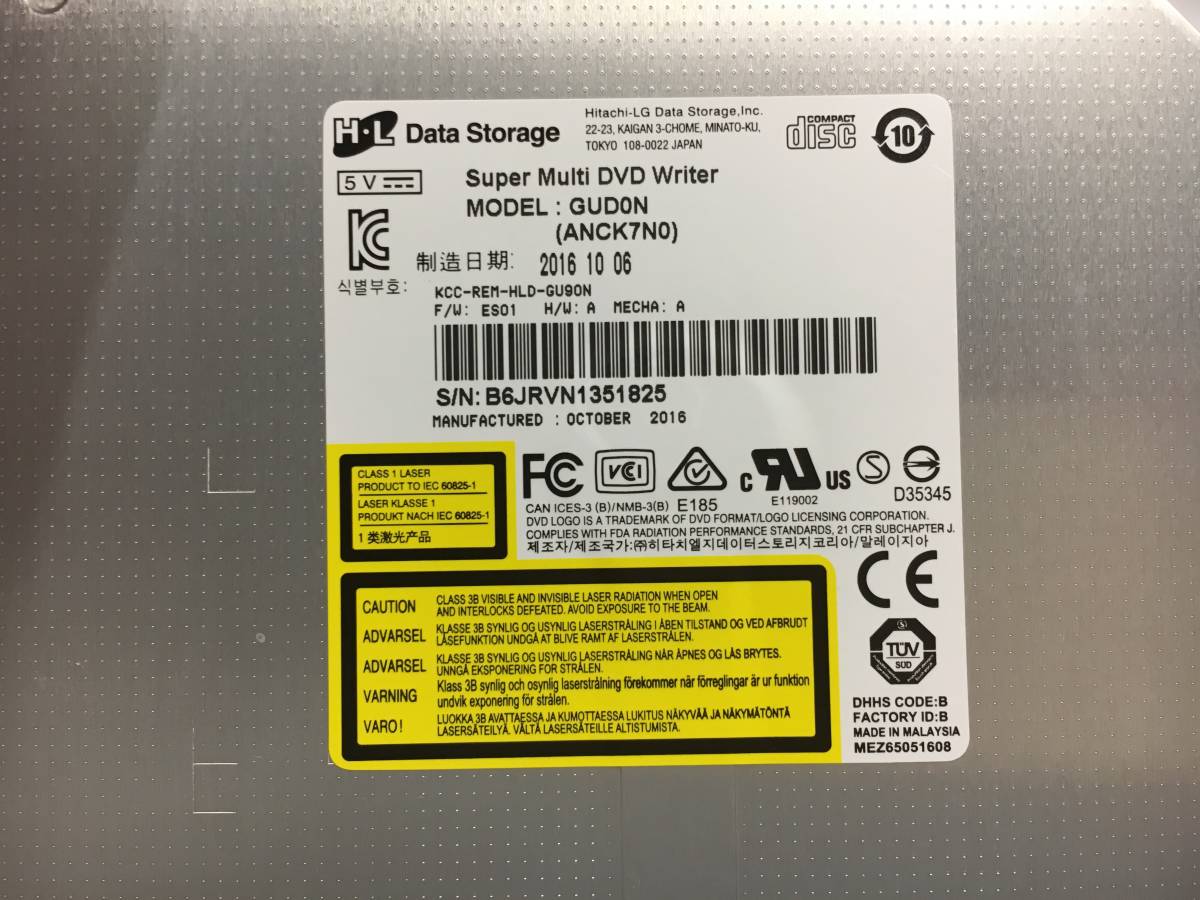 H·L Data Storage
Hitachi-LG Data Storage,Inc.
22-23, KAIGAN 3-CHOME, MINATO-KU,
TOKYO 108-0022 JAPAN
COMPACT
disc
10
5 V
Super Multi DVD Writer
MODEL : GUD0N
(ANCK7N0)
制造日期: 2016 10 06
식별부호: KCC-REM-HLD-GU90N
F/W: ES01 H/W: A MECHA: A
S/N: B6JRVN1351825
MANUFACTURED : OCTOBER 2016
CLASS 1 LASER
PRODUCT TO IEC 60825-1
LASER KLASSE 1
PRODUKT NACH IEC 60825-1
1 类激光产品
FC VCI c RU US S
E119002
D35345
CAN ICES-3 (B)/NMB-3(B) E185
DVD LOGO IS A TRADEMARK OF DVD FORMAT/LOGO LICENSING CORPORATION.
COMPLIES WITH FDA RADIATION PERFORMANCE STANDARDS, 21 CFR SUBCHAPTER J.
제조자/제조국가:㈜히타치엘지데이터스토리지코리아/말레이지아
CAUTION CLASS 3B VISIBLE AND INVISIBLE LASER RADIATION WHEN OPEN
AND INTERLOCKS DEFEATED. AVOID EXPOSURE TO THE BEAM.
ADVARSEL KLASSE 3B SYNLIG OG USYNLIG LASERSTRÅLING I ÅBEN TILSTAND OG VED AFBRUDT
LASEFUNKTION UNDGÅ AT BLIVE RAMT AF LASERSTRÅLEN.
ADVARSEL KLASSE 3B SYNLIG OG USYNLIG LASERSTRÅLING NÅR ÅPNES OG LÅS BRYTES.
UNNGÅ EKSPONERING FOR STRÅLEN.
VARNING Klass 3B synlig och osynlig laserstrålning förekommer när förreglingar är ur funktion
undvik exponering för strålen.
VARO! LUOKKA 3B AVATTAESSA JA KUMOTTAESSA LUKITUS NÄKYVÄÄ JA NÄKYMÄTÖNTÄ
LASERSÄTEILYÄ. VÄLTÄ LASERSÄTEILLE ALTISTUMISTA.
CE
TÜV
SÜD
DHHS CODE:B
FACTORY ID:B
MADE IN MALAYSIA
MEZ65051608